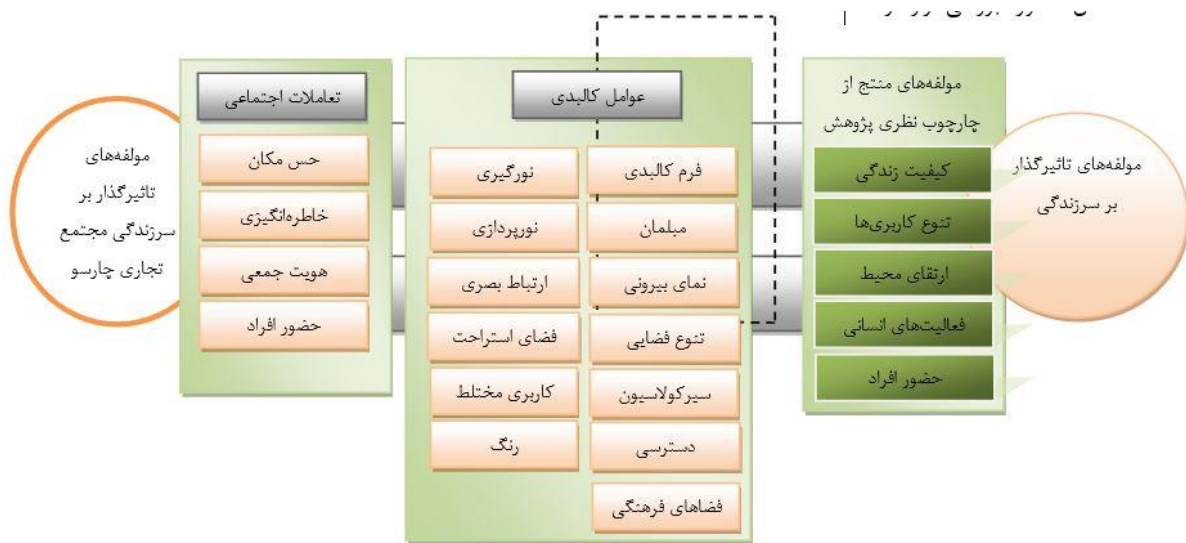 مولفه‌های تاثیرگذار
بر سرزندگی
مولفه‌های منتج از
چارچوب نظری پژوهش
کیفیت زندگی
تنوع کاربری‌ها
ارتقای محیط
فعالیت‌های انسانی
حضور افراد
عوامل کالبدی
فرم کالبدی
مبلمان
نمای بیرونی
تنوع فضایی
سیرکولاسیون
دسترسی
فضاهای فرهنگی
نورگیری
نورپردازی
ارتباط بصری
فضای استراحت
کاربری مختلط
رنگ
تعاملات اجتماعی
حس مکان
خاطره‌انگیزی
هویت جمعی
حضور افراد
مولفه‌های
تاثیرگذار بر
سرزندگی مجتمع
تجاری چارسو